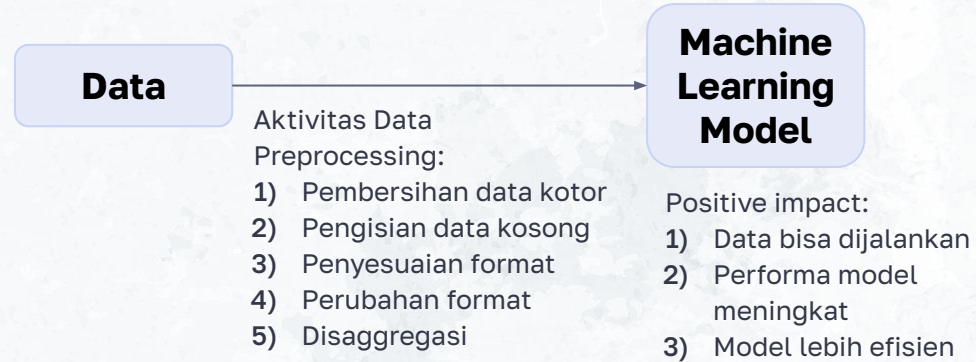 Data
Machine
Learning
Model
Aktivitas Data
Preprocessing:
1) Pembersihan data kotor
2) Pengisian data kosong
3) Penyesuaian format
4) Perubahan format
5) Disaggregasi
Positive impact:
1) Data bisa dijalankan
2) Performa model
meningkat
3) Model lebih efisien